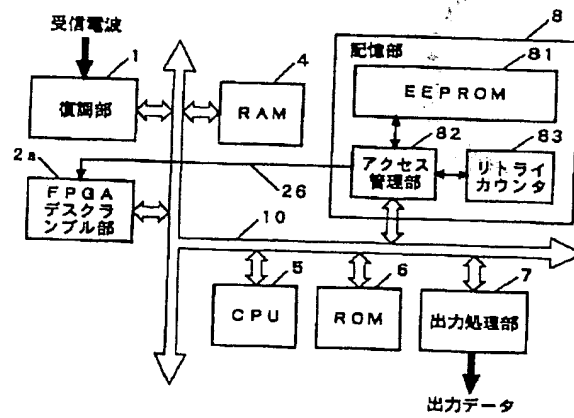 受信電波
1
復調部
4
RAM
8
記憶部
81
EEPROM
82
83
アクセス
管理部
リトライ
カウンタ
2a
FPGA
デスクラ
ンブル部
26
10
5
CPU
6
ROM
7
出力処理部
出力データ